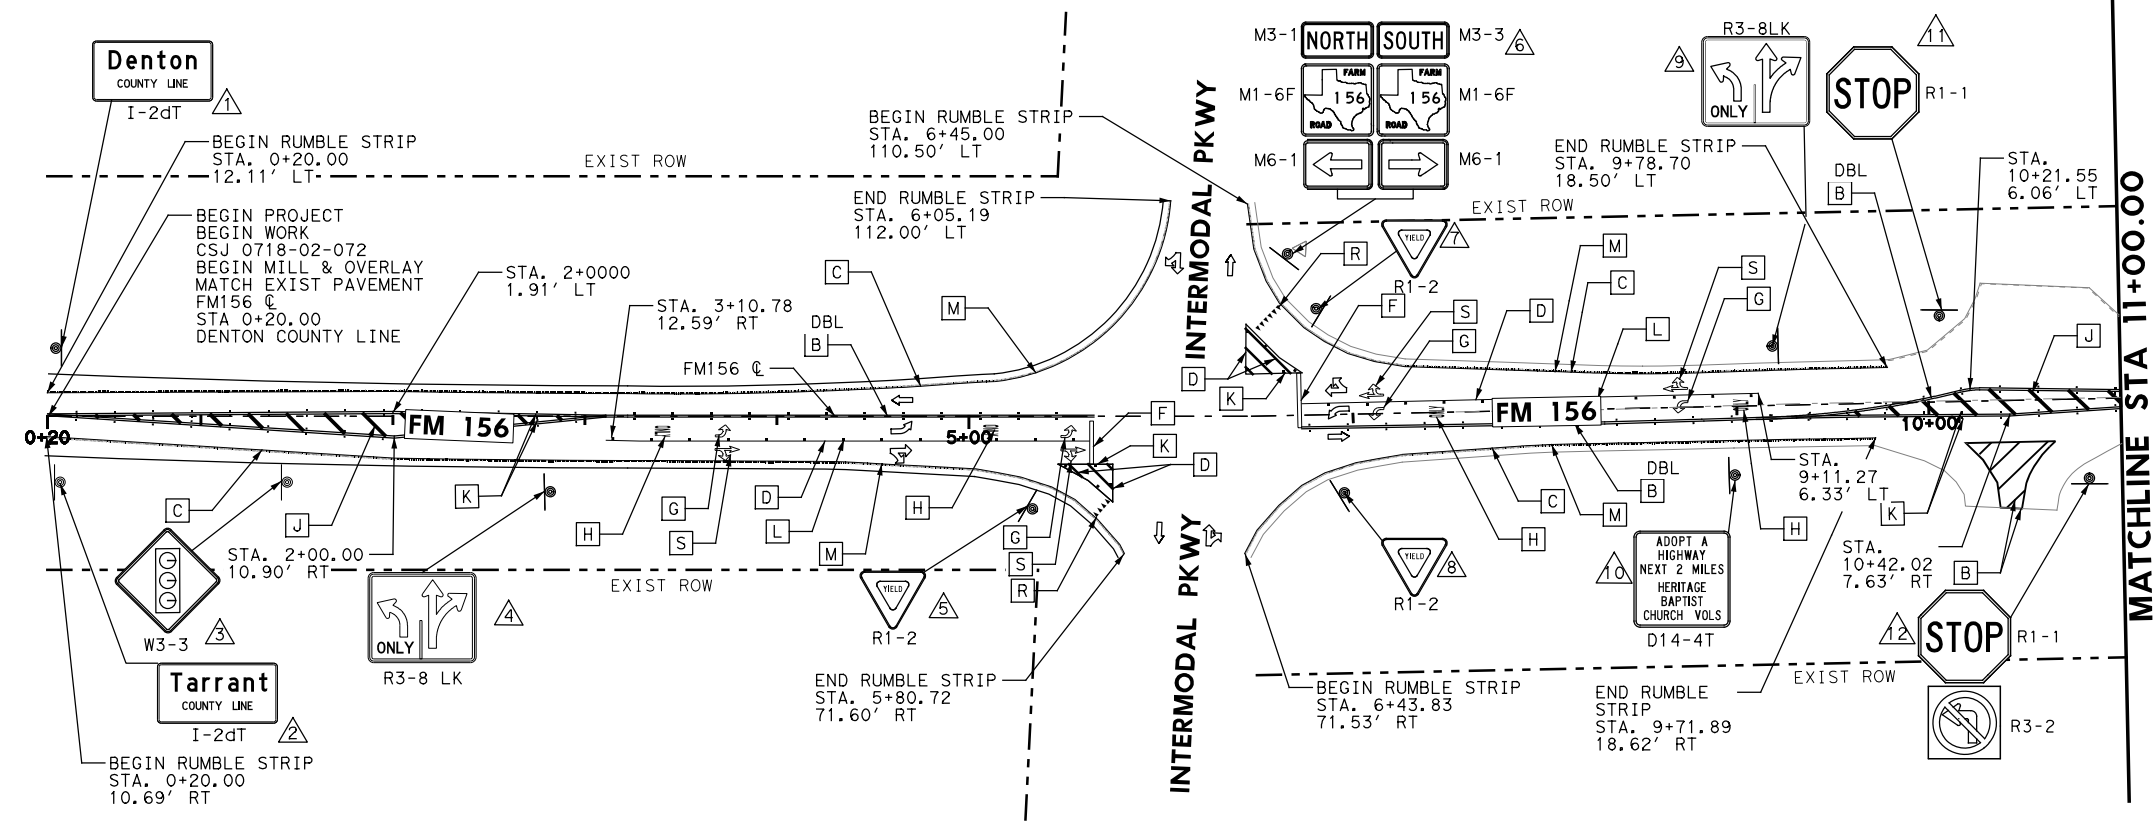 Denton
COUNTY LINE
1
I-2dT
BEGIN RUMBLE STRIP
STA. 0+20.00
12.11' LT
EXIST ROW
BEGIN PROJECT
BEGIN WORK
CSJ 0718-02-072
BEGIN MILL & OVERLAY
MATCH EXIST PAVEMENT
FM156 ℄
STA 0+20.00
DENTON COUNTY LINE
STA. 2+0000
1.91' LT
STA. 3+10.78
12.59' RT
FM156 ℄
DBL
B
C
M
BEGIN RUMBLE STRIP
STA. 6+45.00
110.50' LT
END RUMBLE STRIP
STA. 6+05.19
112.00' LT
INTERMODAL PKWY
M3-1
NORTH
SOUTH
M3-3
6
M1-6F
FARM
156
ROAD
FARM
156
ROAD
M1-6F
M6-1
M6-1
YIELD
7
R1-2
R
F
EXIST ROW
END RUMBLE STRIP
STA. 9+78.70
18.50' LT
R3-8LK
9
ONLY
11
STOP
R1-1
DBL
B
STA.
10+21.55
6.06' LT
M
C
S
G
S
G
D
L
J
D
K
MATCHLINE STA 11+00.00
0+20
FM 156
5+00
FM 156
10+00
F
K
D
C
J
K
H
G
S
D
L
M
H
G
S
R
STA. 2+00.00
10.90' RT
W3-3
3
Tarrant
COUNTY LINE
I-2dT
2
BEGIN RUMBLE STRIP
STA. 0+20.00
10.69' RT
ONLY
R3-8 LK
4
EXIST ROW
YIELD
R1-2
5
END RUMBLE STRIP
STA. 5+80.72
71.60' RT
INTERMODAL PKWY
YIELD
R1-2
8
BEGIN RUMBLE STRIP
STA. 6+43.83
71.53' RT
H
C
M
DBL
B
10
ADOPT A
HIGHWAY
NEXT 2 MILES
HERITAGE
BAPTIST
CHURCH VOLS
D14-4T
H
STA.
9+11.27
6.33' LT
K
END RUMBLE
STRIP
STA. 9+71.89
18.62' RT
STA.
10+42.02
7.63' RT
B
12
STOP
R1-1
EXIST ROW
R3-2